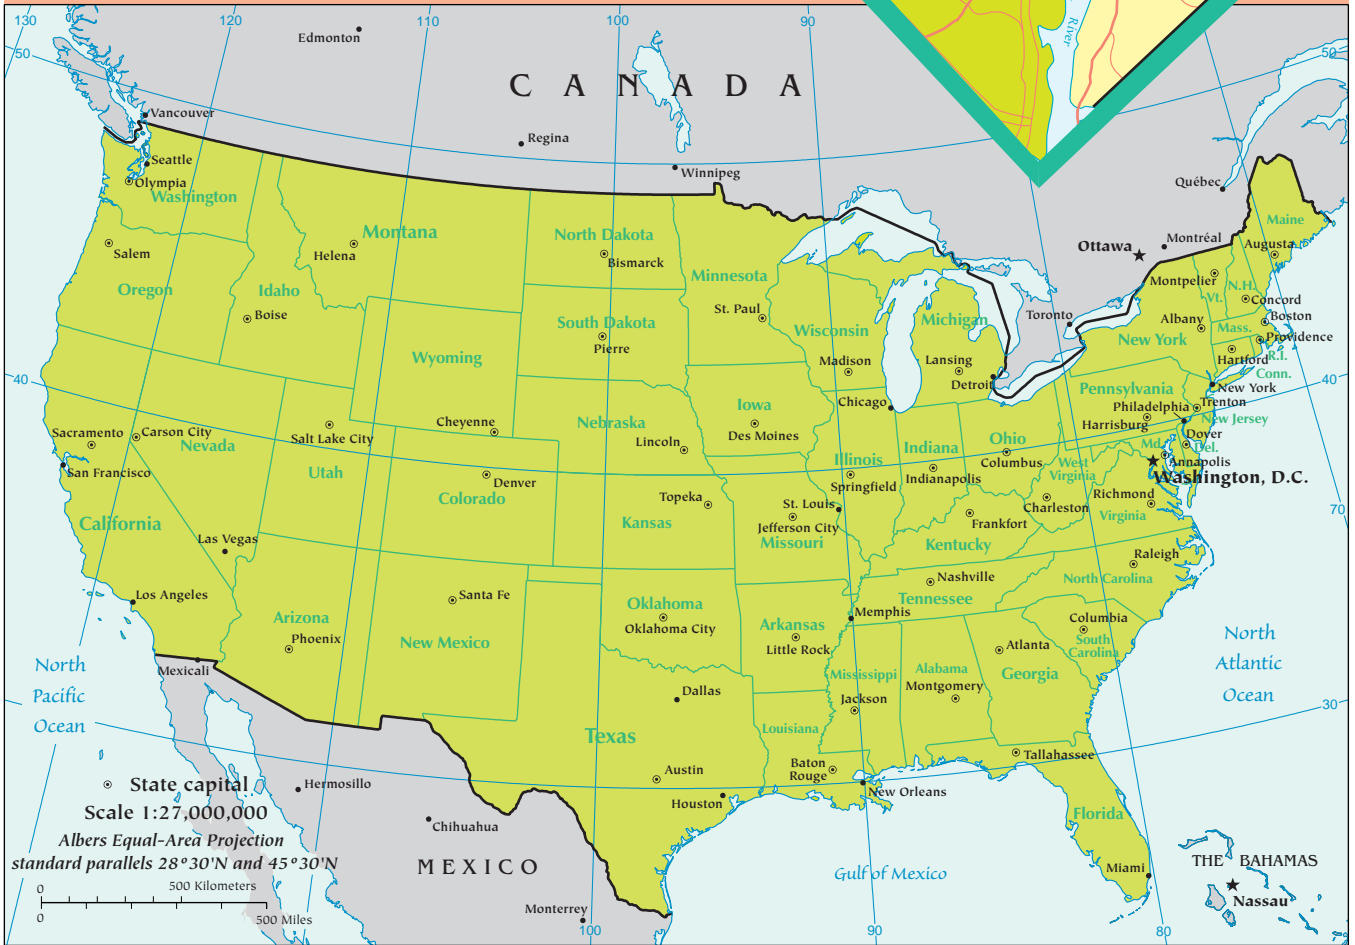 130
120
110
100
90
50
50
Edmonton
CANADA
River
Vancouver
Regina
Winnipeg
Québec
Seattle
Olympia
Washington
Montana
North Dakota
Maine
Ottawa
Montréal
Augusta
Salem
Helena
Bismarck
Minnesota
Montpelier
Oregon
Idaho
Vt.
N.H.
Concord
Boise
St. Paul
South Dakota
Pierre
Wisconsin
Michigan
Toronto
Albany
Mass.
Boston
Providence
New York
Wyoming
Madison
Lansing
Hartford
R.I.
Conn.
Detroit
40
40
Pennsylvania
New York
Chicago
Iowa
Trenton
Philadelphia
New Jersey
Harrisburg
Cheyenne
Nebraska
Des Moines
Lincoln
Sacramento
Carson City
Nevada
Salt Lake City
Utah
San Francisco
Denver
Colorado
Illinois
Springfield
Indiana
Indianapolis
Ohio
Columbus
West
Virginia
Md.
Dover
Del.
Annapolis
Washington, D.C.
Charleston
Richmond
Virginia
70
California
Topeka
Kansas
St. Louis
Jefferson City
Missouri
Frankfort
Kentucky
Las Vegas
Raleigh
North Carolina
Nashville
Tennessee
Los Angeles
Santa Fe
Arizona
Phoenix
New Mexico
Oklahoma
Oklahoma City
Arkansas
Little Rock
Memphis
Columbia
South
Carolina
Atlanta
Georgia
Mexicali
North
Pacific
Ocean
North
Atlantic
Ocean
Mississippi
Jackson
Alabama
Montgomery
Dallas
Louisiana
30
Texas
Tallahassee
Austin
Baton
Rouge
Houston
New Orleans
Florida
Miami
Hermosillo
Chihuahua
MEXICO
Monterrey
Gulf of Mexico
THE BAHAMAS
Nassau
State capital
Scale 1:27,000,000
Albers Equal-Area Projection
standard parallels 28°30'N and 45°30'N
0 500 Kilometers
0 500 Miles
100
90
80